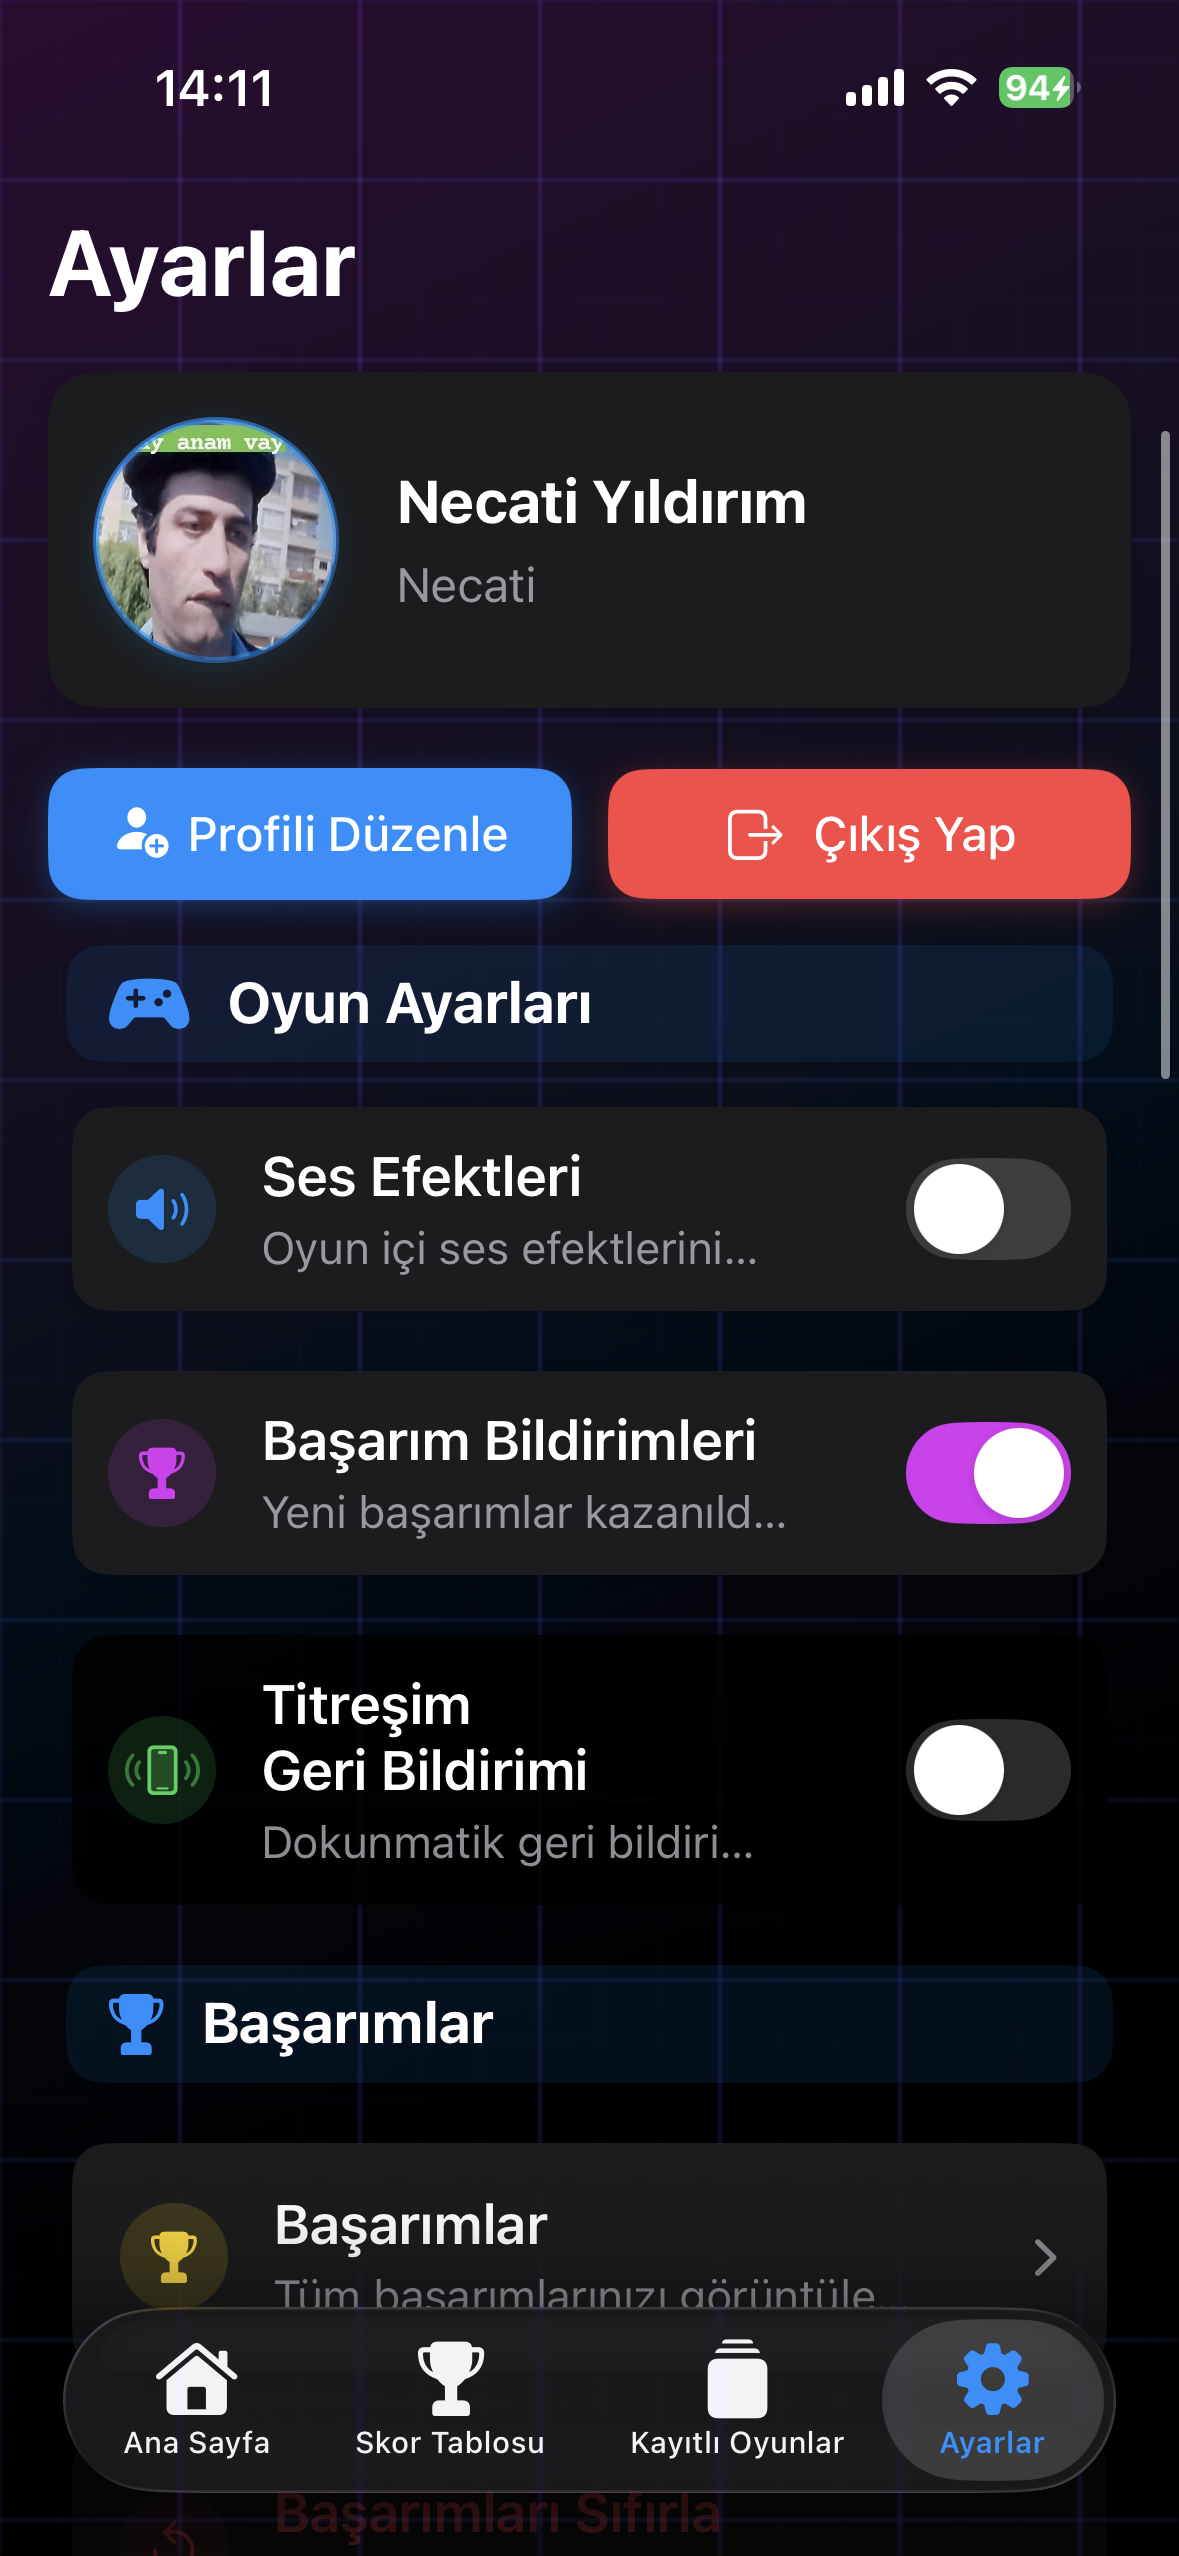 14:11
94
Ayarlar
anam vay
Necati Yıldırım
Necati
Profili Düzenle
Çıkış Yap
Oyun Ayarları
Ses Efektleri
Oyun içi ses efektlerini...
Başarım Bildirimleri
Yeni başarımlar kazanıld...
Titreşim
Geri Bildirimi
Dokunmatik geri bildiri...
Başarımlar
Başarımlar
Tüm başarımlarınızı görüntüle...
Ana Sayfa
Skor Tablosu
Kayıtlı Oyunlar
Ayarlar
Başarımları Sıfırla